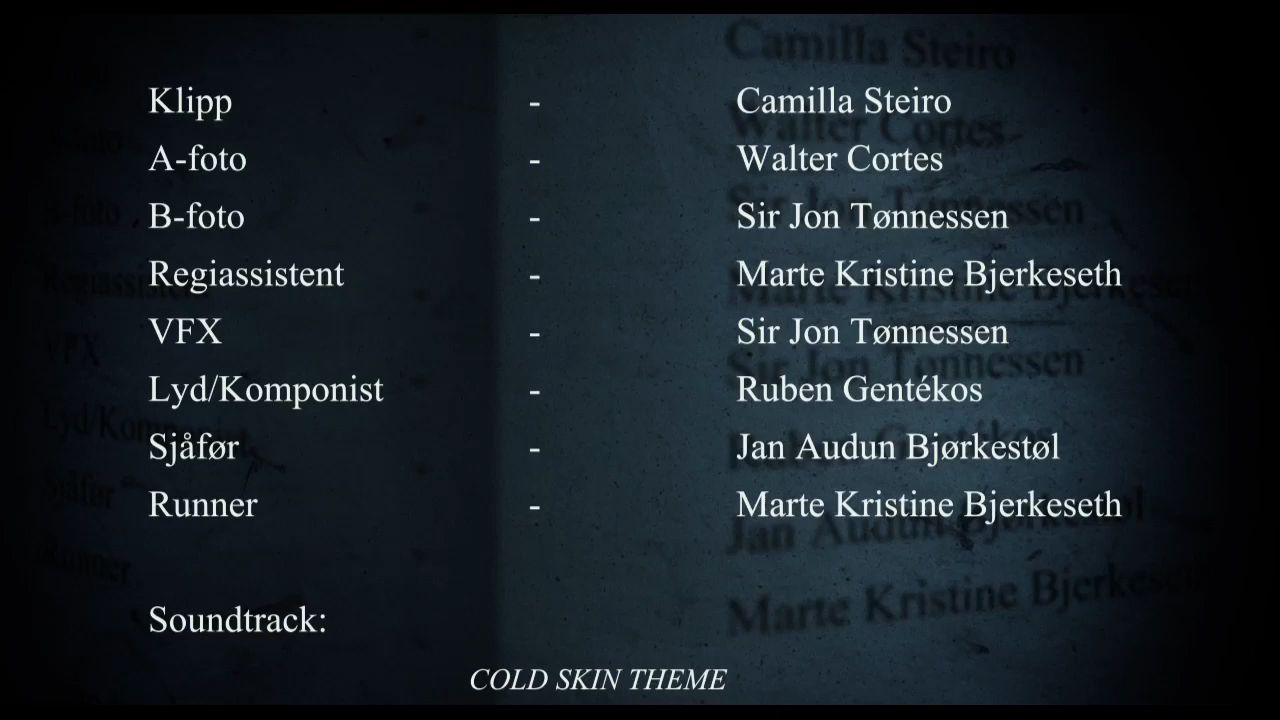 Klipp - Camilla Steiro
A-foto - Walter Cortes
B-foto - Sir Jon Tønnessen
Regiassistent - Marte Kristine Bjerkeseth
VFX - Sir Jon Tønnessen
Lyd/Komponist - Ruben Gentékos
Sjåfør - Jan Audun Bjørkestøl
Runner - Marte Kristine Bjerkeseth
Soundtrack:
COLD SKIN THEME